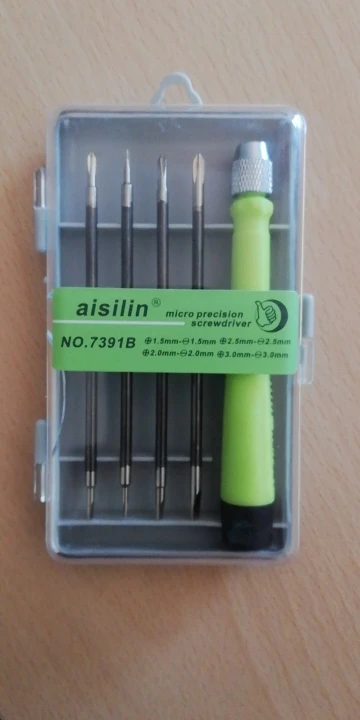 aisilin®
micro precision
screwdriver
NO.7391B
⊕1.5mm-⊖1.5mm ⊕2.5mm-⊖2.5mm
⊕2.0mm-⊖2.0mm ⊕3.0mm-⊖3.0mm